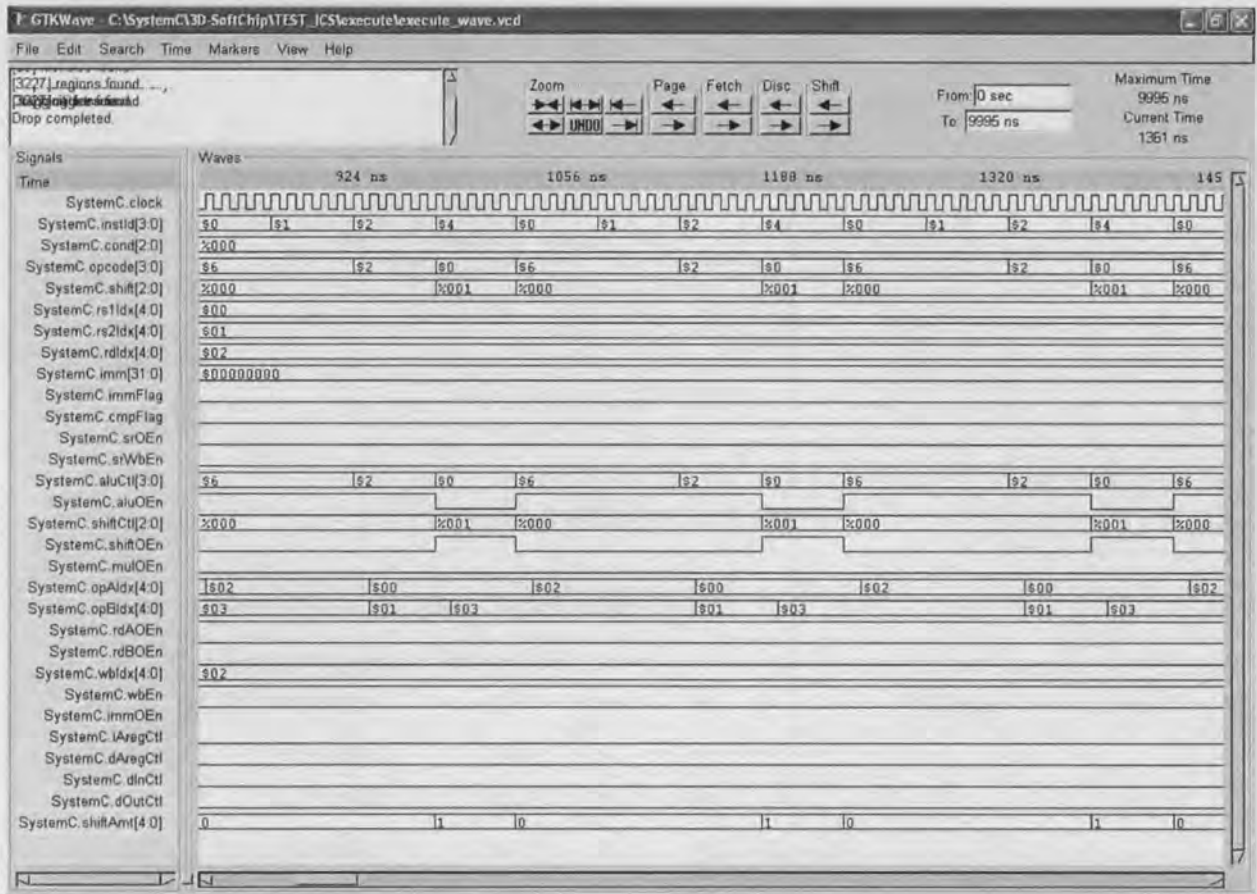 GTKWave - C:\SystemC\3D-SoftChip\TEST_ICS\execute\execute_wave.vcd
File Edit Search Time Markers View Help
[3227] regions found.
Drop completed.
Zoom Page Fetch Disc Shift
UNDO
From: 0 sec
To: 9995 ns
Maximum Time
9995 ns
Current Time
1361 ns
Signals Waves
Time 924 ns 1056 ns 1188 ns 1320 ns 145
SystemC.clock
SystemC.instId[3:0] $0 $1 $2 $4 $0 $1 $2 $4 $0 $1 $2 $4 $0
SystemC.cond[2:0] %000
SystemC.opcode[3:0] $6 $2 $0 $6 $2 $0 $6 $2 $0 $6
SystemC.shift[2:0] %000 %001 %000 %001 %000 %001 %000
SystemC.rs1Idx[4:0] $00
SystemC.rs2Idx[4:0] $01
SystemC.rdIdx[4:0] $02
SystemC.imm[31:0] $00000000
SystemC.immFlag
SystemC.cmpFlag
SystemC.srOEn
SystemC.srWbEn
SystemC.aluCtl[3:0] $6 $2 $0 $6 $2 $0 $6 $2 $0 $6
SystemC.aluOEn
SystemC.shiftCtl[2:0] %000 %001 %000 %001 %000 %001 %000
SystemC.shiftOEn
SystemC.mulOEn
SystemC.opAIdx[4:0] $02 $00 $02 $00 $02 $00 $02
SystemC.opBIdx[4:0] $03 $01 $03 $01 $03 $01 $03
SystemC.rdAOEn
SystemC.rdBOEn
SystemC.wbIdx[4:0] $02
SystemC.wbEn
SystemC.immOEn
SystemC.iAregCtl
SystemC.dAregCtl
SystemC.dInCtl
SystemC.dOutCtl
SystemC.shiftAmt[4:0] 0 1 0 1 0 1 0